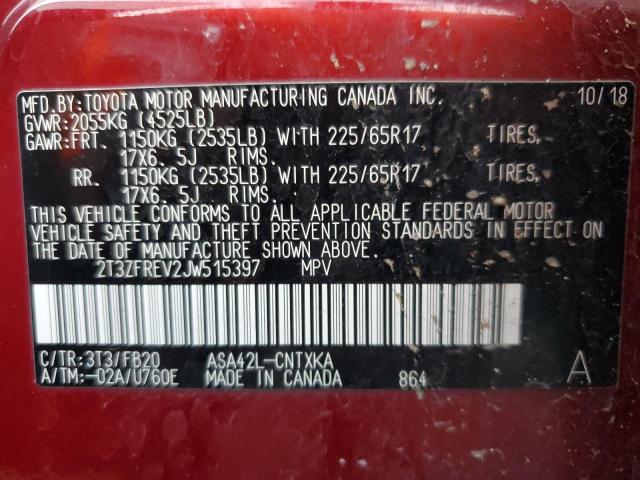 MFD.BY:TOYOTA MOTOR MANUFACTURING CANADA INC. 10/18
GVWR:2055KG (4525LB)
GAWR:FRT. 1150KG (2535LB) WITH 225/65R17 TIRES,
17X6.5J RIMS.
RR. 1150KG (2535LB) WITH 225/65R17 TIRES,
17X6.5J RIMS.
THIS VEHICLE CONFORMS TO ALL APPLICABLE FEDERAL MOTOR
VEHICLE SAFETY AND THEFT PREVENTION STANDARDS IN EFFECT ON
THE DATE OF MANUFACTURE SHOWN ABOVE.
2T3ZFREV2JW515397 MPV
C/TR:3T3/FB20 ASA42L-CNTXKA
A/TM:-02A/U760E MADE IN CANADA 864 A